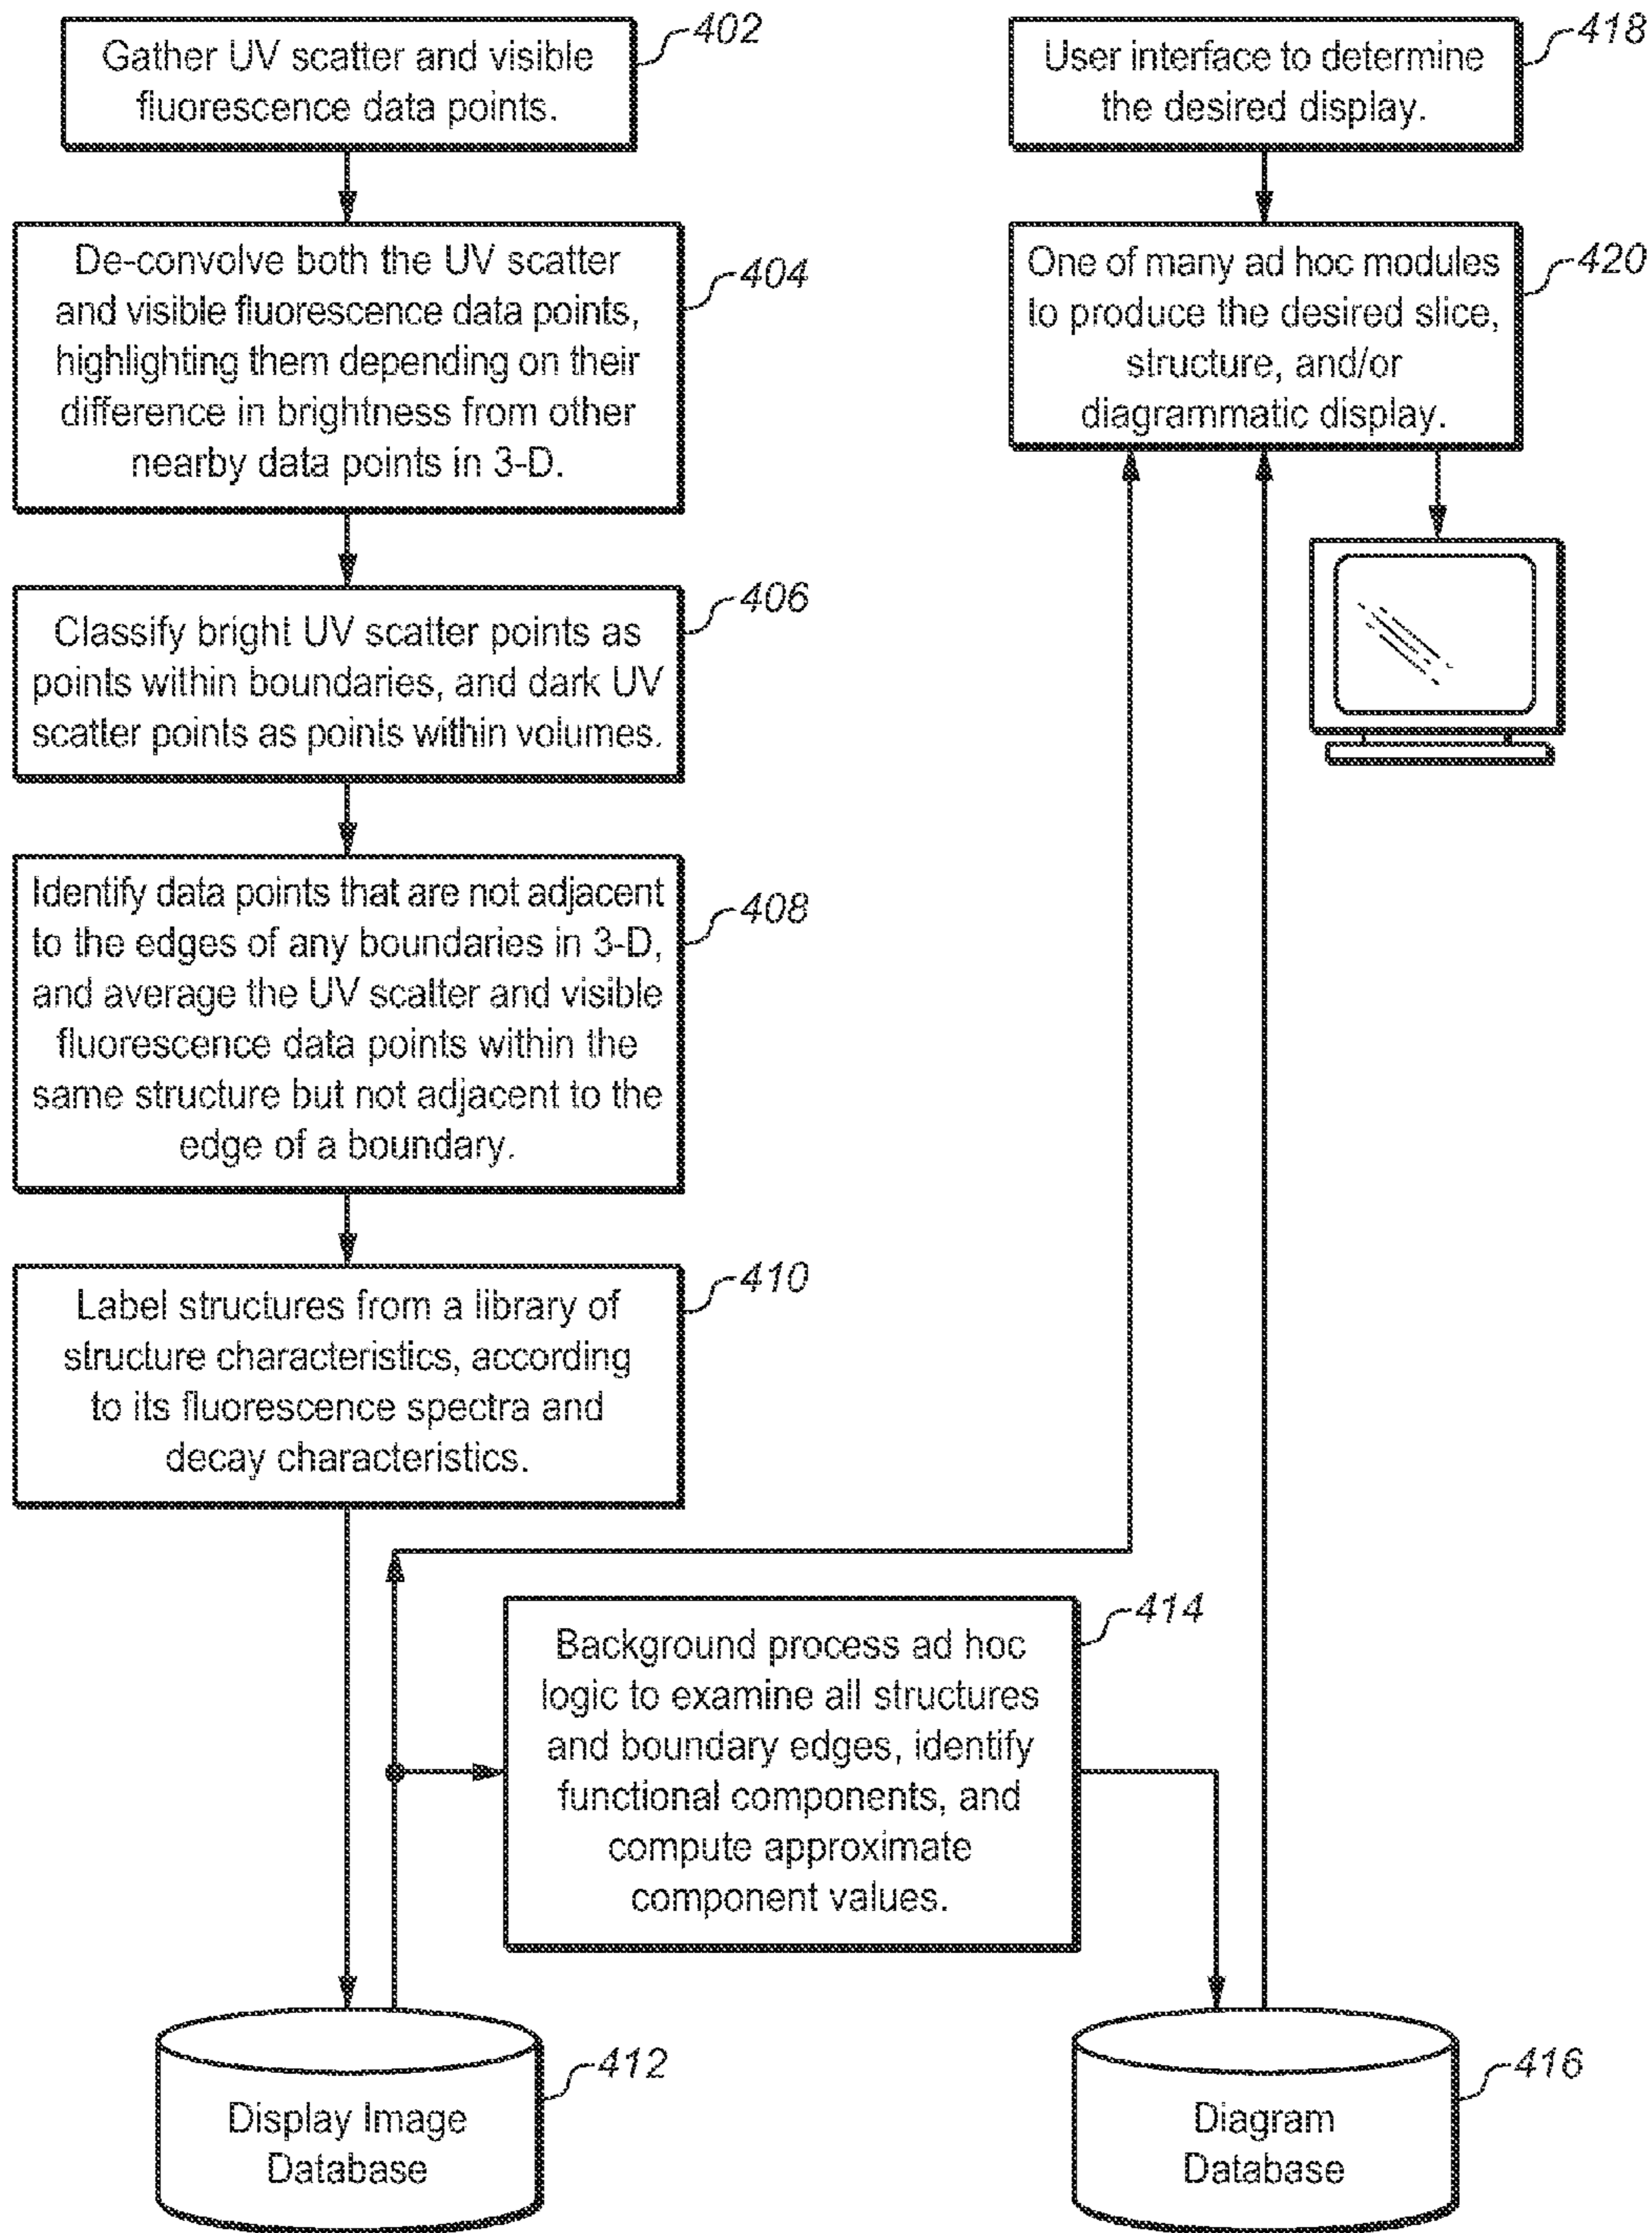 Gather UV scatter and visible
fluorescence data points.
402
De-convolve both the UV scatter
and visible fluorescence data points,
highlighting them depending on their
difference in brightness from other
nearby data points in 3-D.
404
Classify bright UV scatter points as
points within boundaries, and dark UV
scatter points as points within volumes.
406
Identify data points that are not adjacent
to the edges of any boundaries in 3-D,
and average the UV scatter and visible
fluorescence data points within the
same structure but not adjacent to the
edge of a boundary.
408
Label structures from a library of
structure characteristics, according
to its fluorescence spectra and
decay characteristics.
410
Display Image
Database
412
Background process ad hoc
logic to examine all structures
and boundary edges, identify
functional components, and
compute approximate
component values.
414
Diagram
Database
416
User interface to determine
the desired display.
418
One of many ad hoc modules
to produce the desired slice,
structure, and/or
diagrammatic display.
420